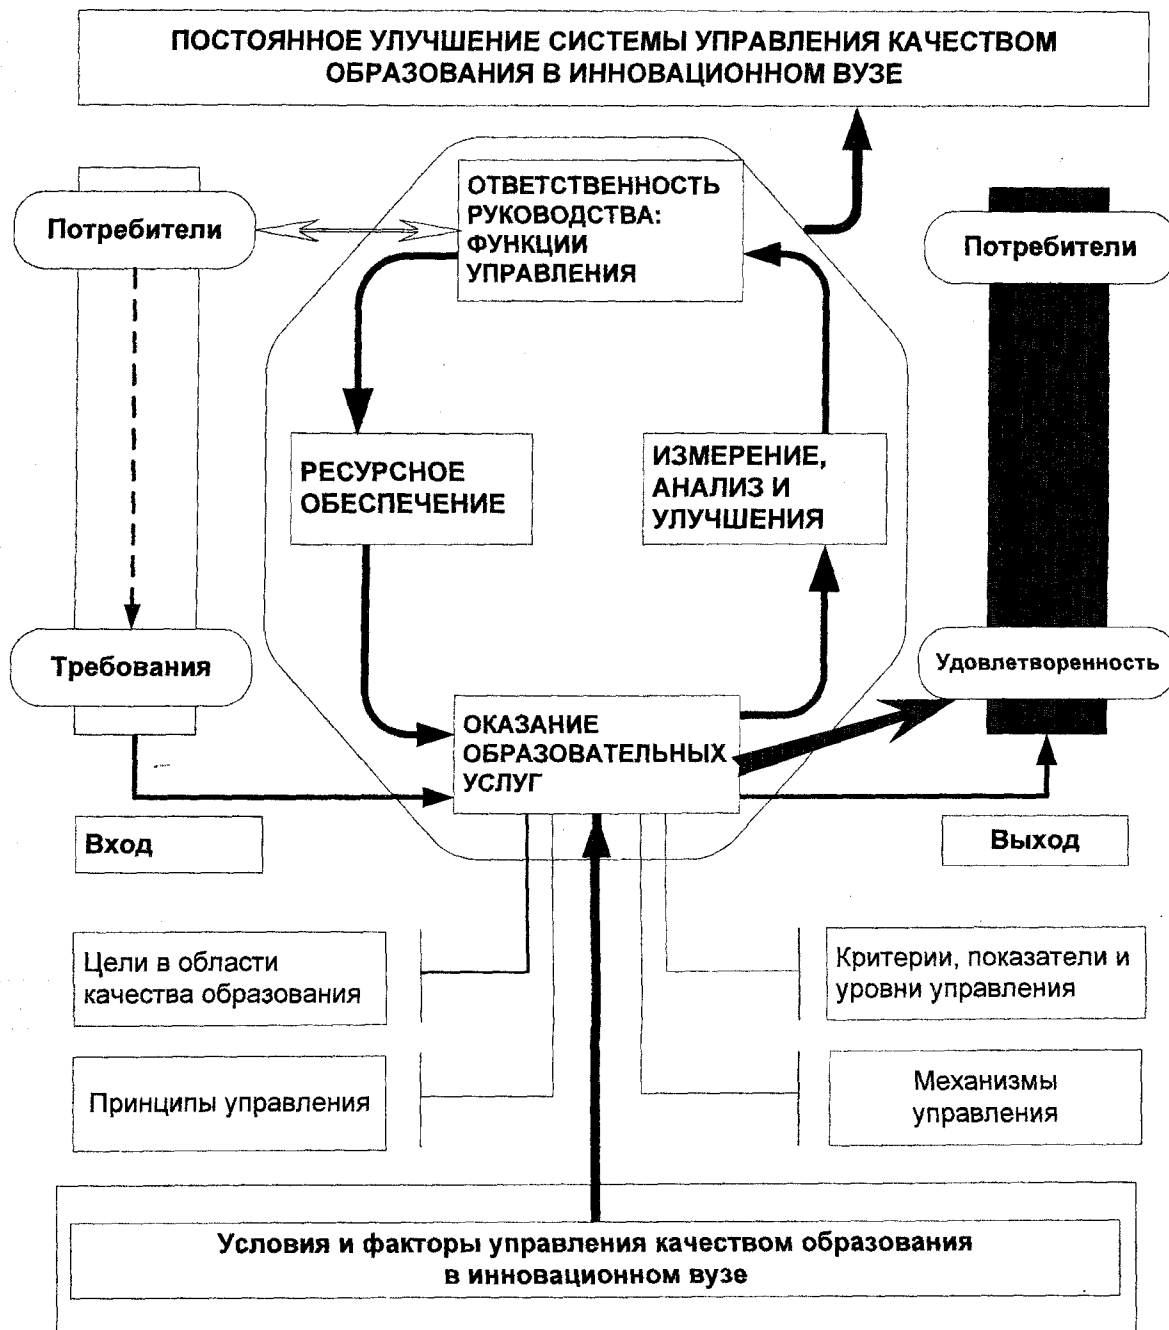 ПОСТОЯННОЕ УЛУЧШЕНИЕ СИСТЕМЫ УПРАВЛЕНИЯ КАЧЕСТВОМ
ОБРАЗОВАНИЯ В ИННОВАЦИОННОМ ВУЗЕ
Потребители
ОТВЕТСТВЕННОСТЬ
РУКОВОДСТВА:
ФУНКЦИИ
УПРАВЛЕНИЯ
Потребители
РЕСУРСНОЕ
ОБЕСПЕЧЕНИЕ
ИЗМЕРЕНИЕ,
АНАЛИЗ И
УЛУЧШЕНИЯ
Требования
Удовлетворенность
ОКАЗАНИЕ
ОБРАЗОВАТЕЛЬНЫХ
УСЛУГ
Вход
Выход
Цели в области
качества образования
Критерии, показатели и
уровни управления
Принципы управления
Механизмы
управления
Условия и факторы управления качеством образования
в инновационном вузе